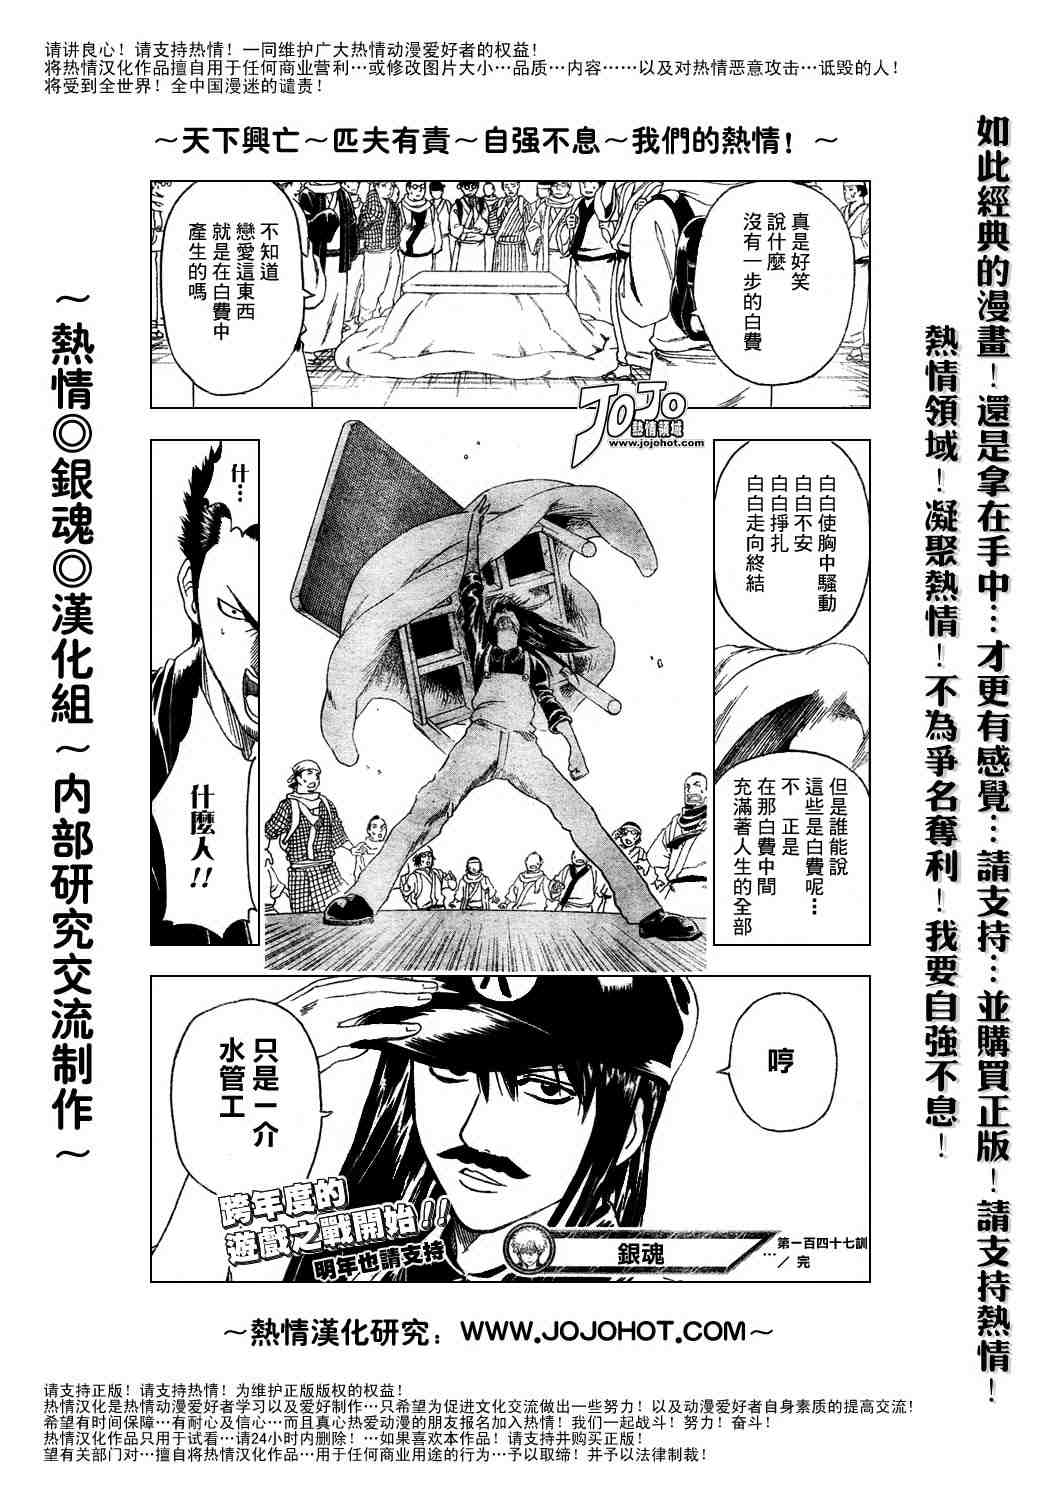 请讲良心！请支持热情！一同维护广大热情动漫爱好者的权益！
将热情汉化作品擅自用于任何商业营利…或修改图片大小…品质…内容……以及对热情恶意攻击…诋毁的人！
将受到全世界！全中国漫迷的谴责！
～天下興亡～匹夫有責～自强不息～我們的熱情！～
如此經典的漫畫！還是拿在手中…才更有感覺…請支持…並購買正版！請支持熱情！
熱情領域！凝聚熱情！不為爭名奪利！我要自強不息！
～熱情◎銀魂◎漢化組～内部研究交流制作～
真是好笑
說什麼
沒有一步的白費
不知道
戀愛這東西
就是在白費中
產生的嗎
JOJO
熱情領域
www.jojohot.com
白白使胸中騷動
白白不安
白白掙扎
白白走向終結
但是誰能說
這些是白費呢…
不 正是
在那白費中間
充滿著人生的全部
什…
什麼人!!
哼
只是一介
水管工
跨年度的
遊戲之戰開始!!
明年也請支持
銀魂
第一百四十七訓
…／完
～熱情漢化研究：WWW.JOJOHOT.COM～
请支持正版！请支持热情！为维护正版版权的权益！
热情汉化是热情动漫爱好者学习以及爱好制作…只希望为促进文化交流做出一些努力！以及动漫爱好者自身素质的提高交流！
希望有时间保障…有耐心及信心…而且真心热爱动漫的朋友报名加入热情！我们一起战斗！努力！奋斗！
热情汉化作品只用于试看…请24小时内删除！…如果喜欢本作品！请支持并购买正版！
望有关部门对…擅自将热情汉化作品…用于任何商业用途的行为…予以取缔！并予以法律制裁！